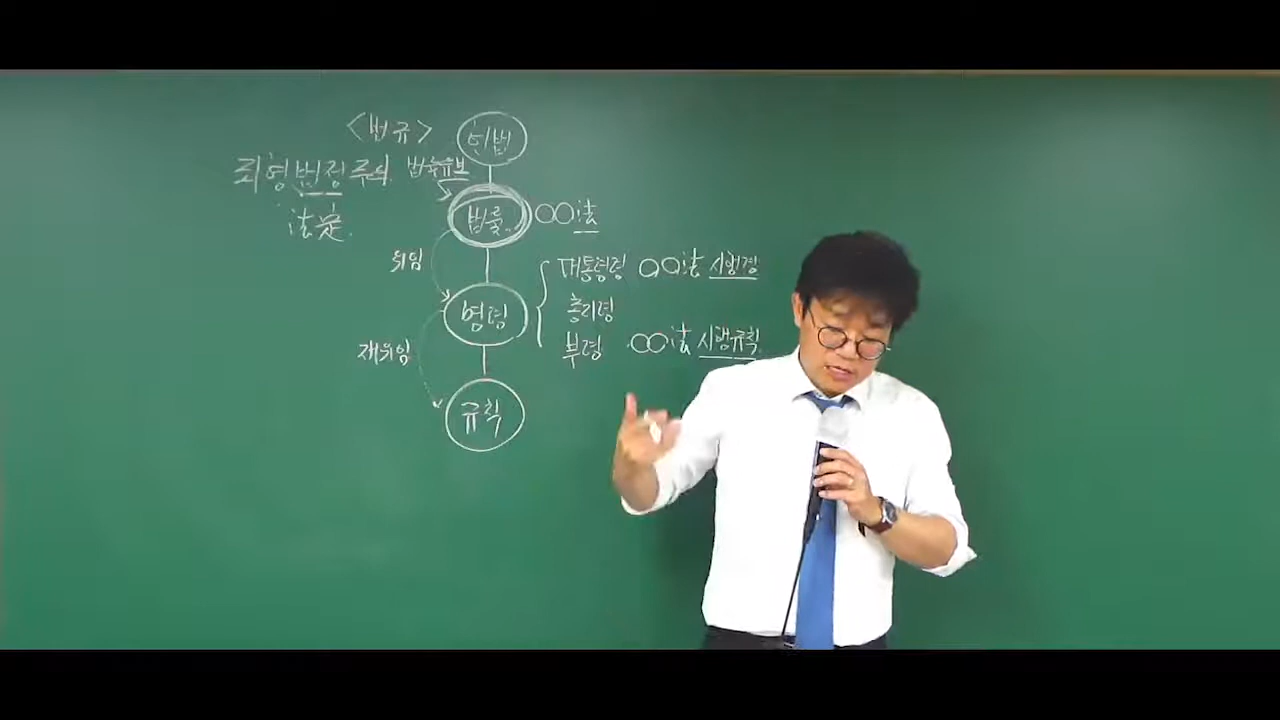 <법규> 헌법
죄형법정주의 법률유보
법률 ○○法
法定
위임
대통령령 ○○法 시행령
명령 총리령
부령 ○○法 시행규칙
재위임
규칙